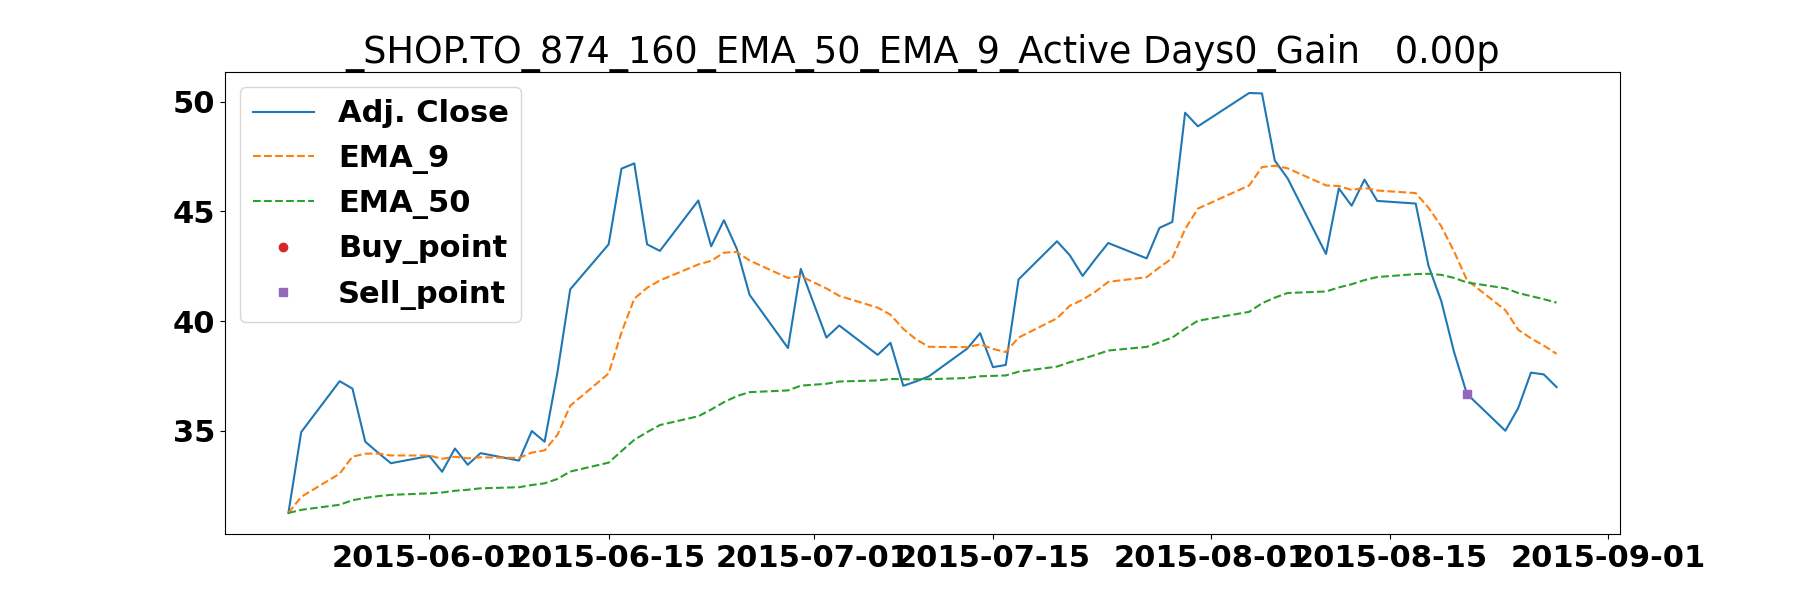 _SHOP.TO_874_160_EMA_50_EMA_9_Active Days0_Gain   0.00p
Adj. Close
EMA_9
EMA_50
Buy_point
Sell_point
50
45
40
35
2015-06-01
2015-06-15
2015-07-01
2015-07-15
2015-08-01
2015-08-15
2015-09-01